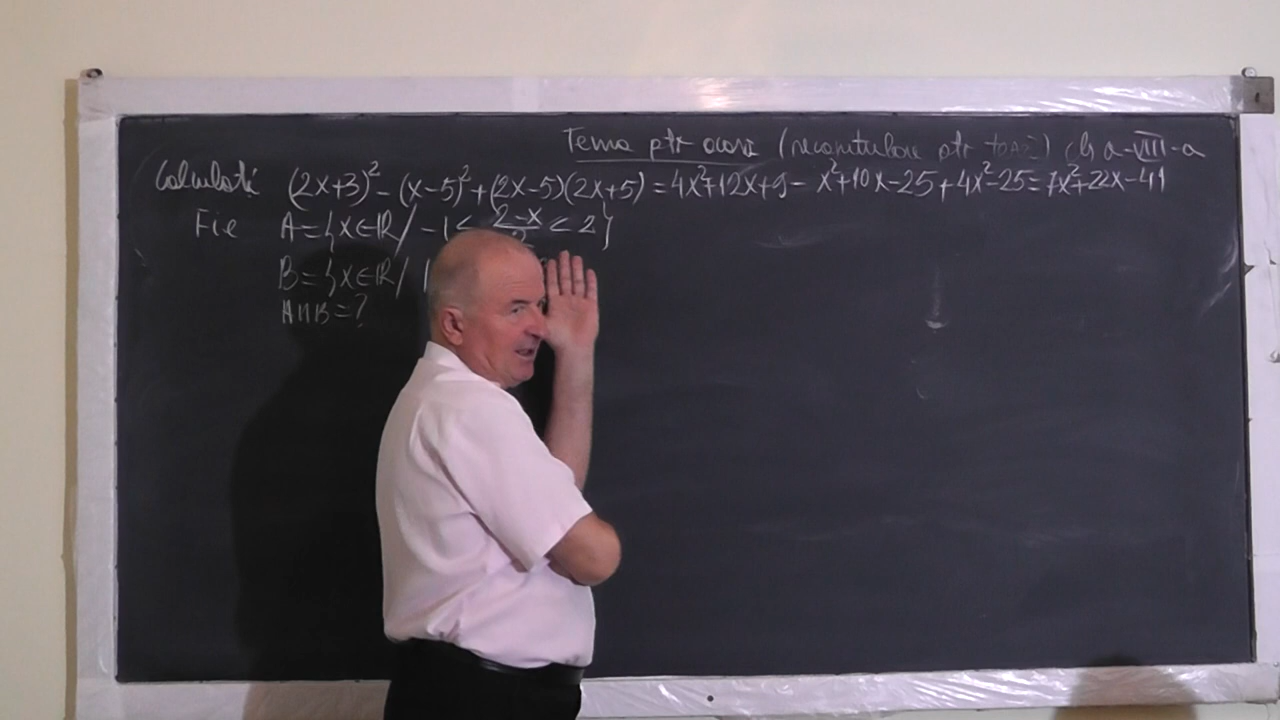 Tema ptr acasă (recapitulare ptr toate) cls a-VIII-a
Calculati (2x+3)² - (x-5)² + (2x-5)(2x+5) = 4x²+12x+9 - x²+10x-25+4x²-25 = 7x²+22x-41
Fie A={x∈ℝ/ -1< 2-x < 2}
B={x∈ℝ/ |
A∩B=?